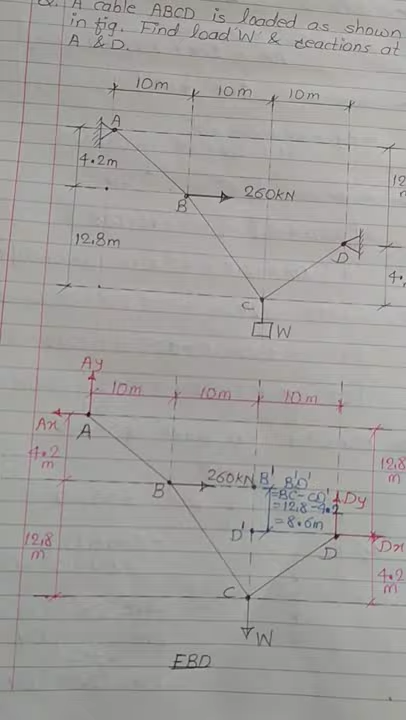 A cable ABCD is loaded as shown
in fig. Find load 'W' & reactions at
A & D.
10m 10m 10m
A
4.2m
B 260KN
12.8m
D
C
W
Ay
10m 10m 10m
Ax
A
4.2
m
12.8
m
260KN B' B'D'
B
=BC-CD'
=12.8-4.2
=8.6m
Dy
D'
D
Dx
12.8
m
4.2
m
C
W
FBD